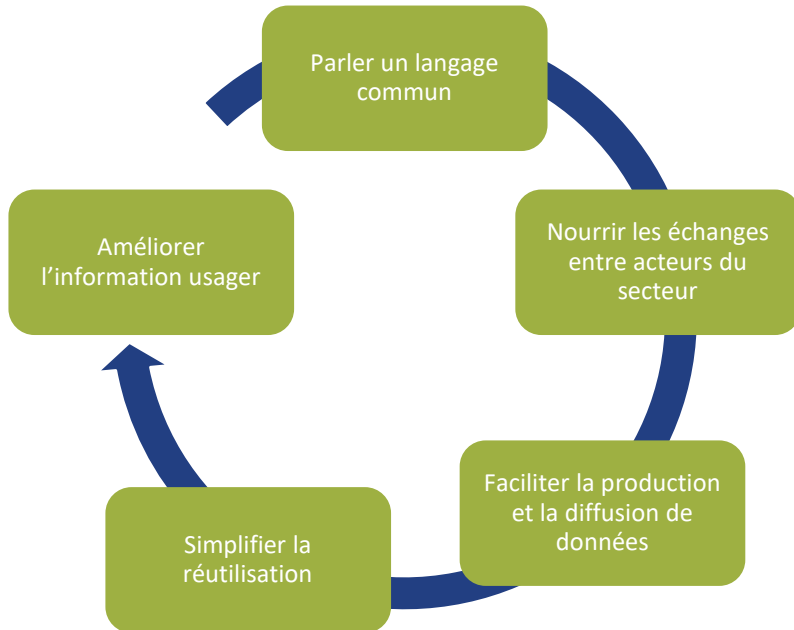 Parler un langage
commun
Nourrir les échanges
entre acteurs du
secteur
Faciliter la production
et la diffusion de
données
Simplifier la
réutilisation
Améliorer
l’information usager